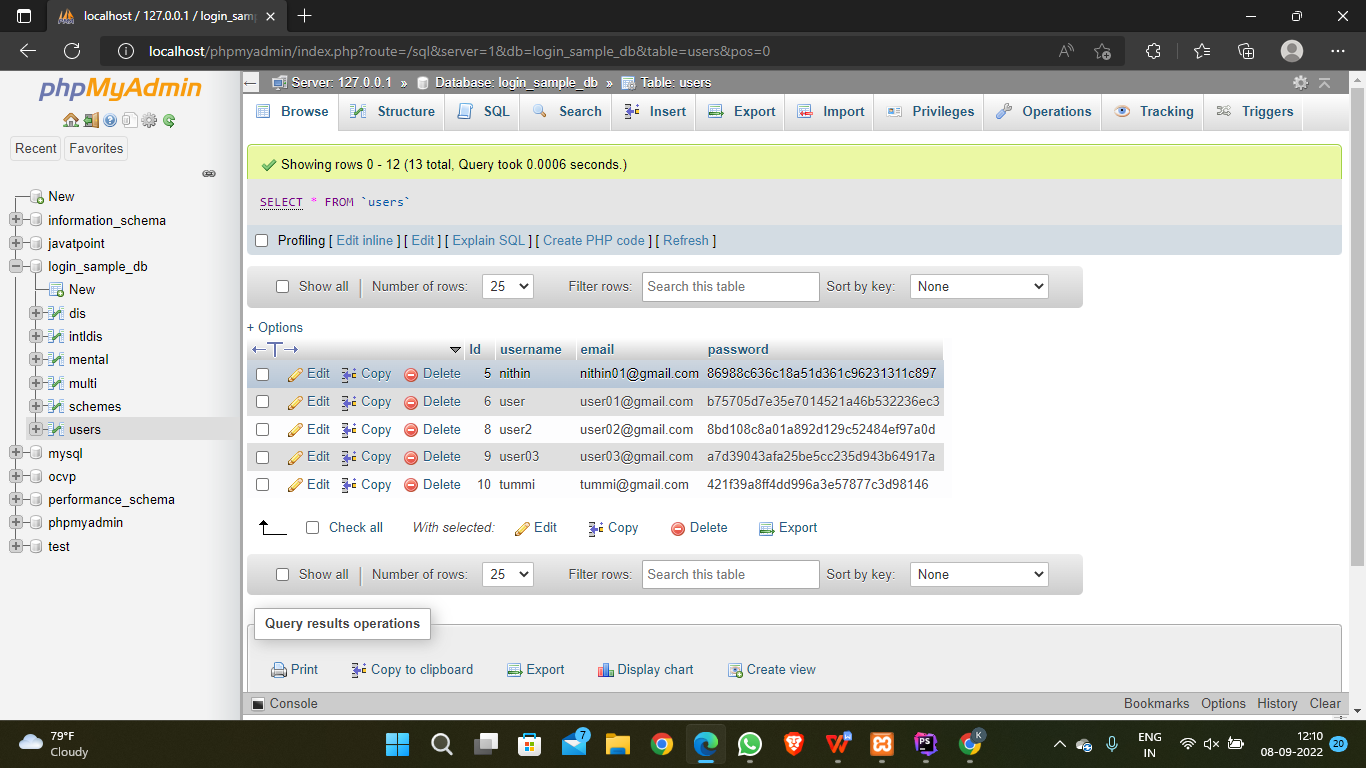 localhost / 127.0.0.1 / login_sam
localhost/phpmyadmin/index.php?route=/sql&server=1&db=login_sample_db&table=users&pos=0
phpMyAdmin
Recent Favorites
New
information_schema
javatpoint
login_sample_db
New
dis
intldis
mental
multi
schemes
users
mysql
ocvp
performance_schema
phpmyadmin
test
Server: 127.0.0.1 » Database: login_sample_db » Table: users
Browse Structure SQL Search Insert Export Import Privileges Operations Tracking Triggers
Showing rows 0 - 12 (13 total, Query took 0.0006 seconds.)
SELECT * FROM `users`
Profiling [ Edit inline ] [ Edit ] [ Explain SQL ] [ Create PHP code ] [ Refresh ]
Show all | Number of rows: 25 Filter rows: Search this table Sort by key: None
+ Options
←T→ Id username email password
Edit Copy Delete 5 nithin nithin01@gmail.com 86988c636c18a51d361c96231311c897
Edit Copy Delete 6 user user01@gmail.com b75705d7e35e7014521a46b532236ec3
Edit Copy Delete 8 user2 user02@gmail.com 8bd108c8a01a892d129c52484ef97a0d
Edit Copy Delete 9 user03 user03@gmail.com a7d39043afa25be5cc235d943b64917a
Edit Copy Delete 10 tummi tummi@gmail.com 421f39a8ff4dd996a3e57877c3d98146
Check all With selected: Edit Copy Delete Export
Show all | Number of rows: 25 Filter rows: Search this table Sort by key: None
Query results operations
Print Copy to clipboard Export Display chart Create view
Console Bookmarks Options History Clear
79°F
Cloudy
7
W
PS
K
ENG
IN
12:10
08-09-2022
20